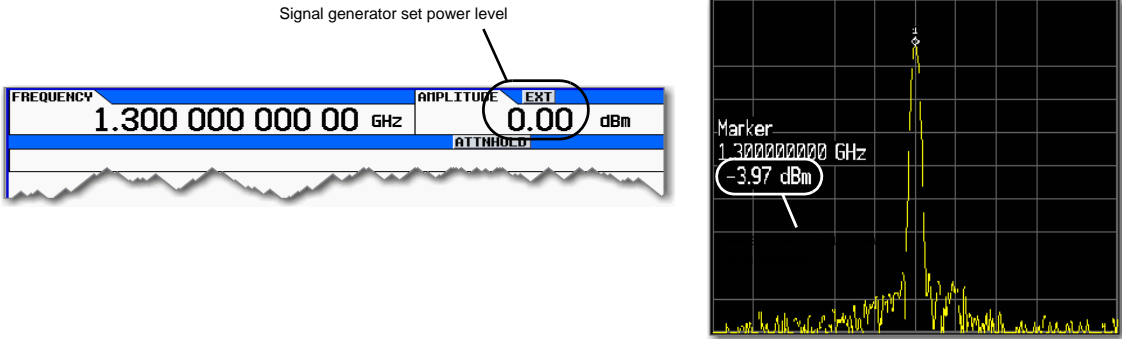 Signal generator set power level
FREQUENCY
1.300 000 000 00 GHz
AMPLITUDE EXT
0.00 dBm
ATTNHOLD
1
Marker
1.300000000 GHz
-3.97 dBm